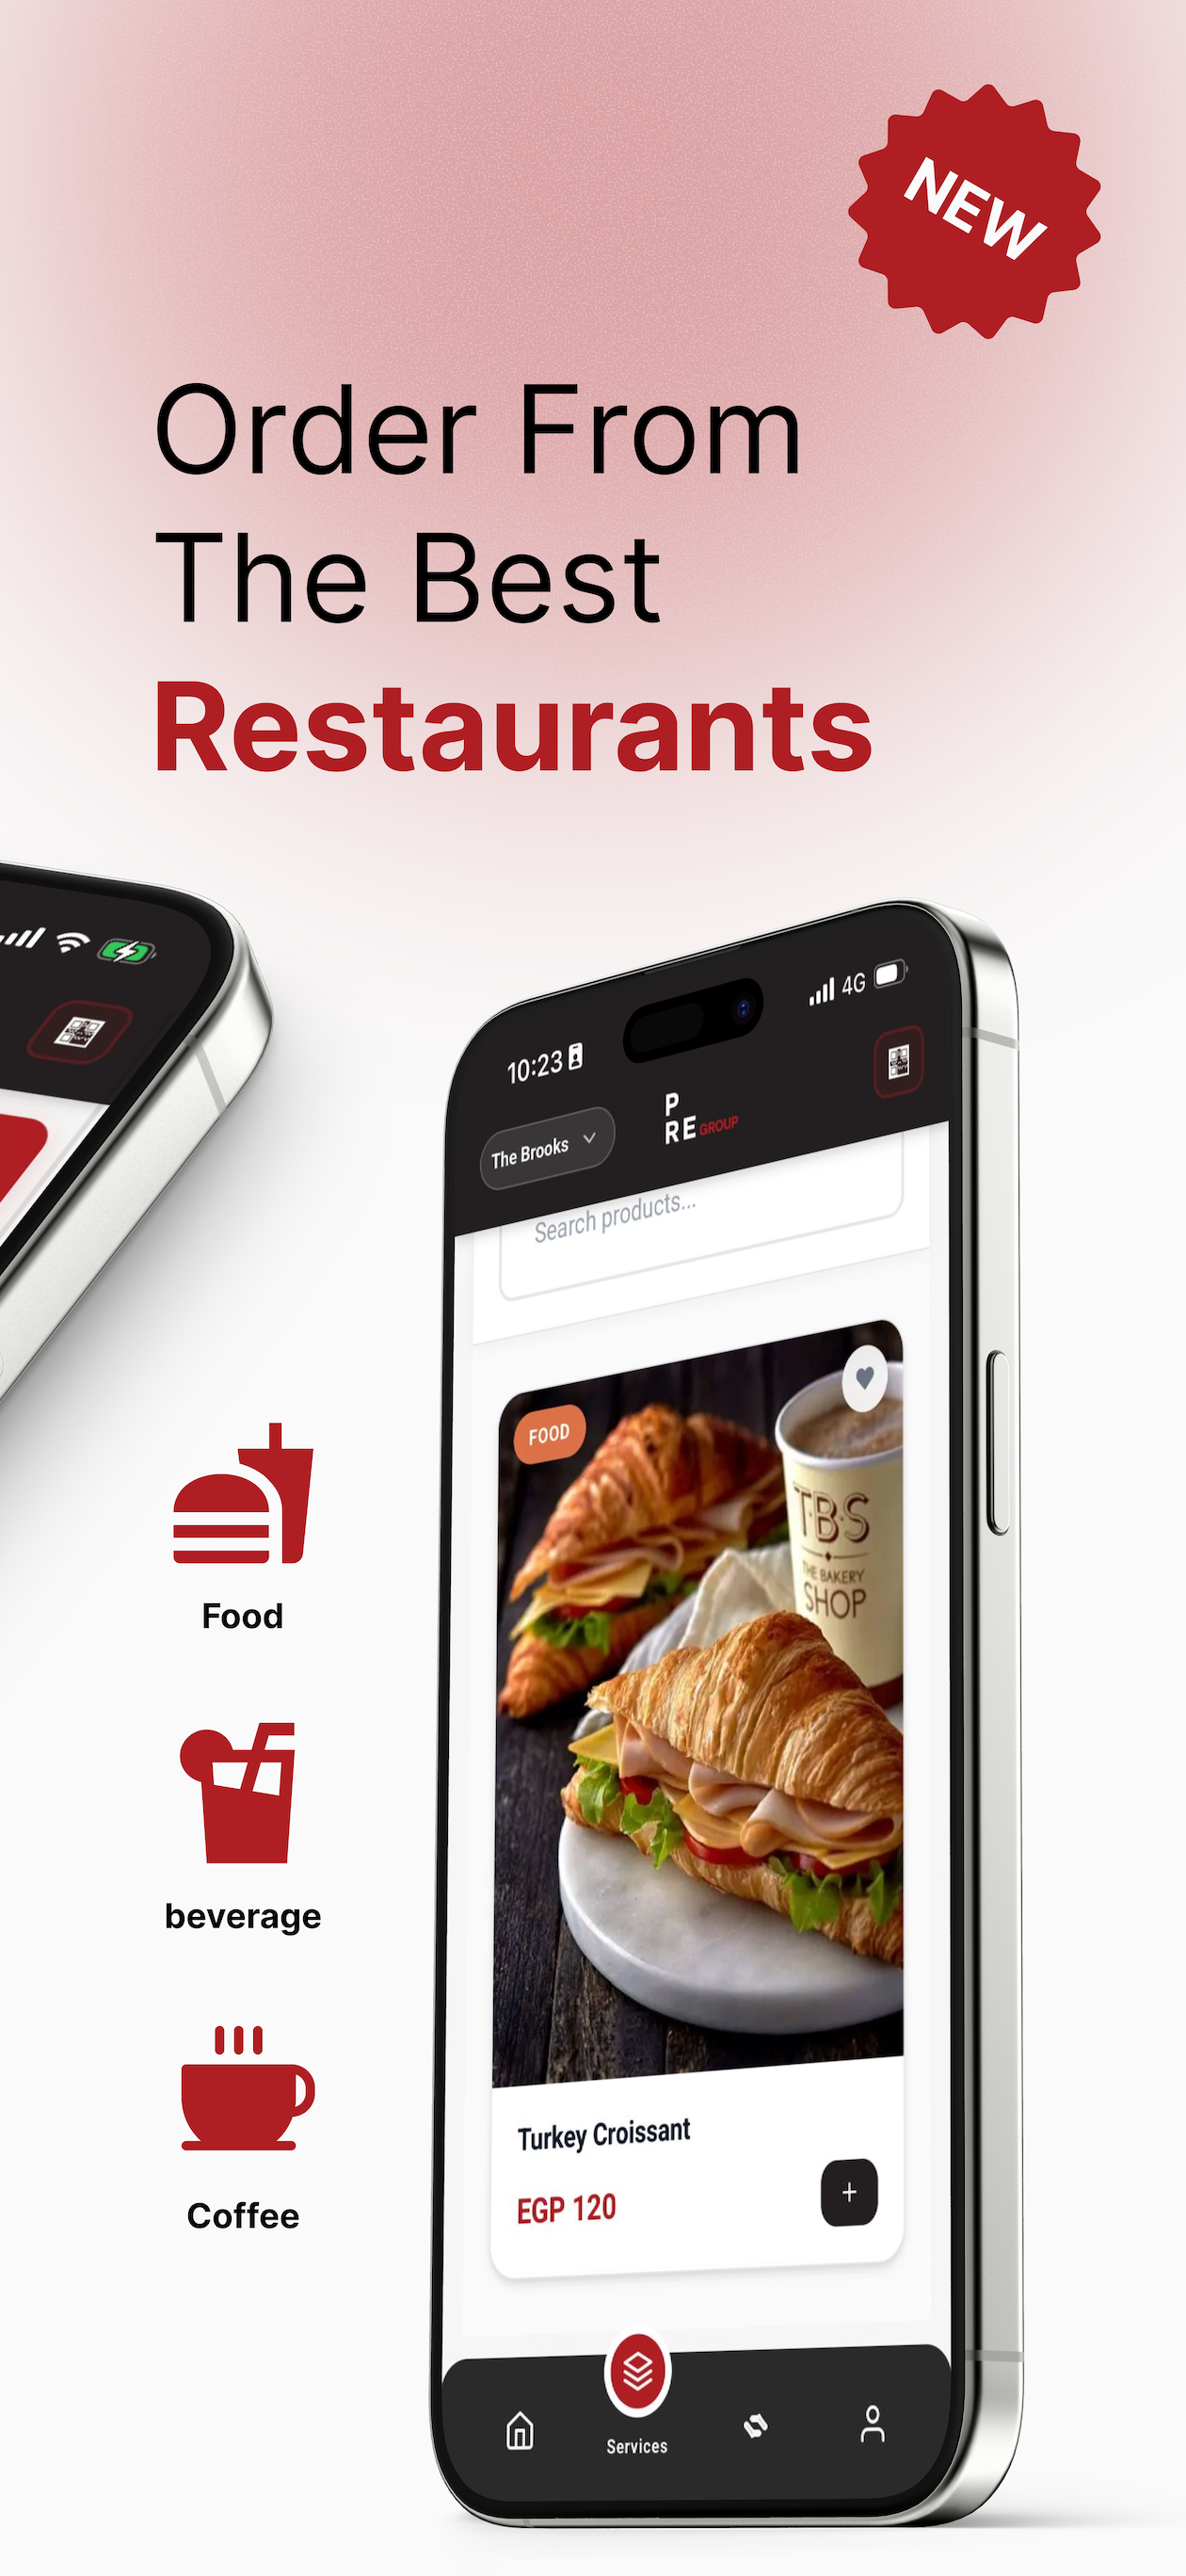 NEW
Order From
The Best
Restaurants
10:23
4G
The Brooks
P
RE GROUP
Search products...
FOOD
TBS
THE BAKERY
SHOP
Food
beverage
Coffee
Turkey Croissant
EGP 120
+
Services